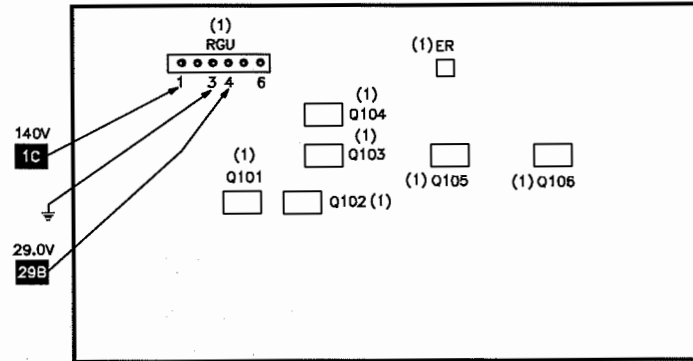 (1)
RGU
1 3 4 6
(1) ER
(1)
Q104
(1)
Q103
140V
1C
(1)
Q101
Q102 (1)
(1) Q105
(1) Q106
29.0V
29B